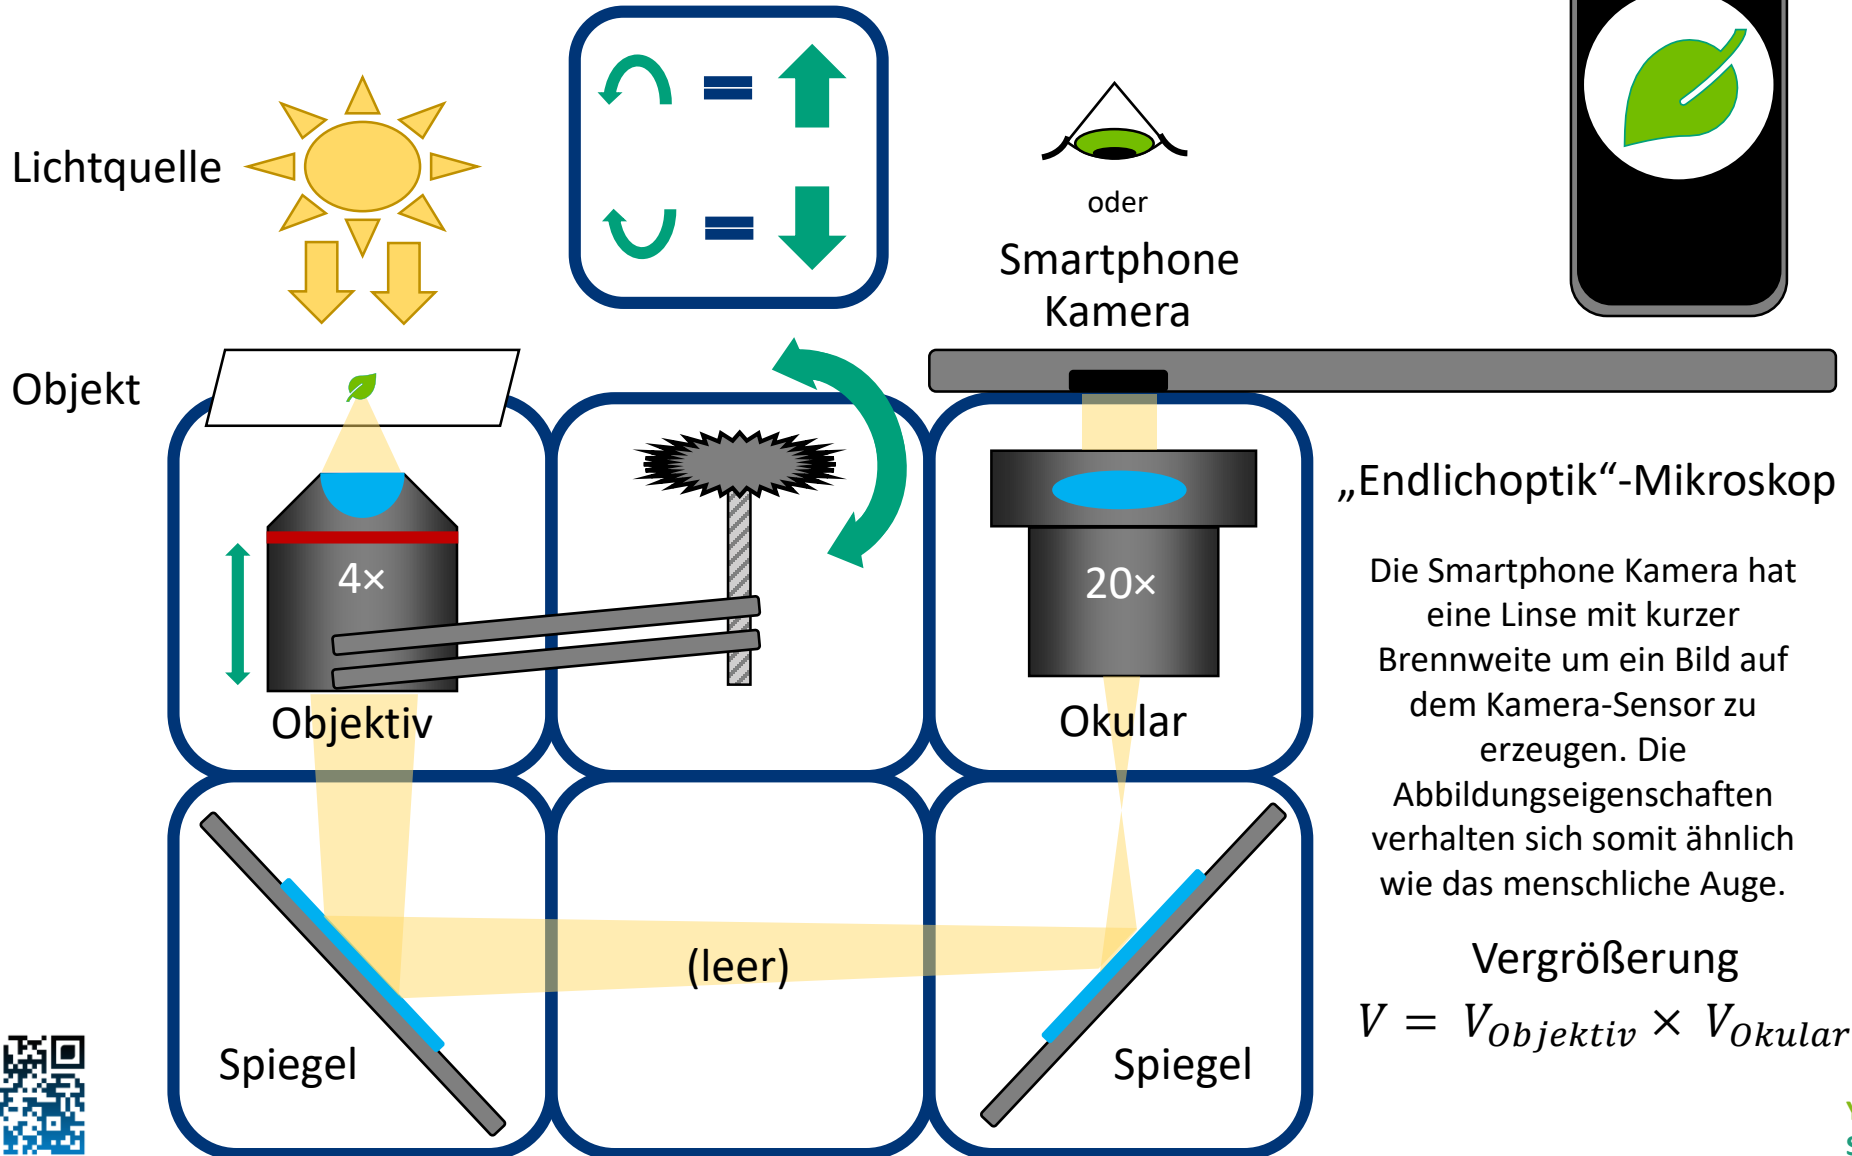 Lichtquelle
oder
Smartphone
Kamera
Objekt
4×
20×
Objektiv
Okular
„Endlichoptik“-Mikroskop
Die Smartphone Kamera hat
eine Linse mit kurzer
Brennweite um ein Bild auf
dem Kamera-Sensor zu
erzeugen. Die
Abbildungseigenschaften
verhalten sich somit ähnlich
wie das menschliche Auge.
(leer)
Spiegel
Spiegel
Vergrößerung
V = V_Objektiv × V_Okular